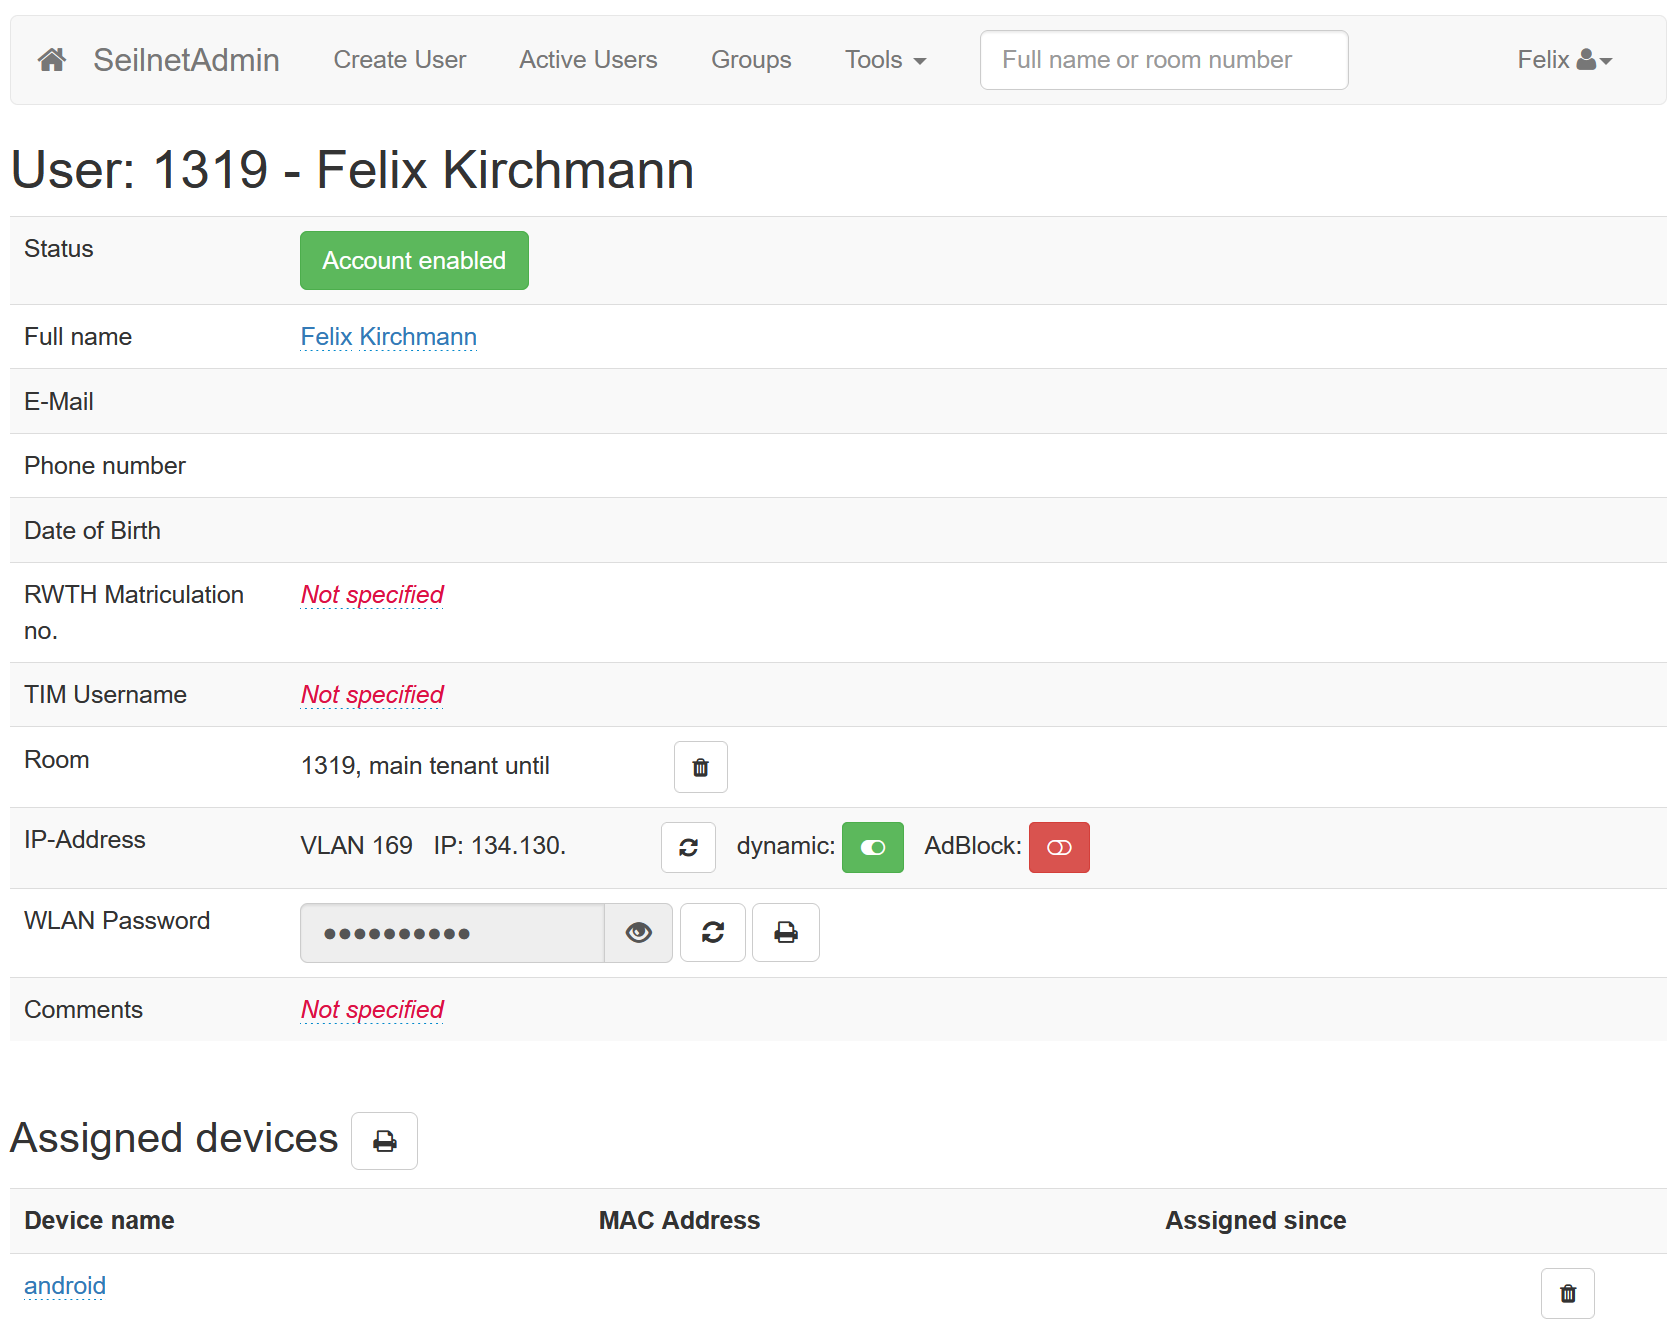 SeilnetAdmin Create User Active Users Groups Tools Full name or room number Felix
User: 1319 - Felix Kirchmann
Status Account enabled
Full name Felix Kirchmann
E-Mail
Phone number
Date of Birth
RWTH Matriculation Not specified
no.
TIM Username Not specified
Room 1319, main tenant until
IP-Address VLAN 169 IP: 134.130. dynamic: AdBlock:
WLAN Password ••••••••••
Comments Not specified
Assigned devices
Device name MAC Address Assigned since
android